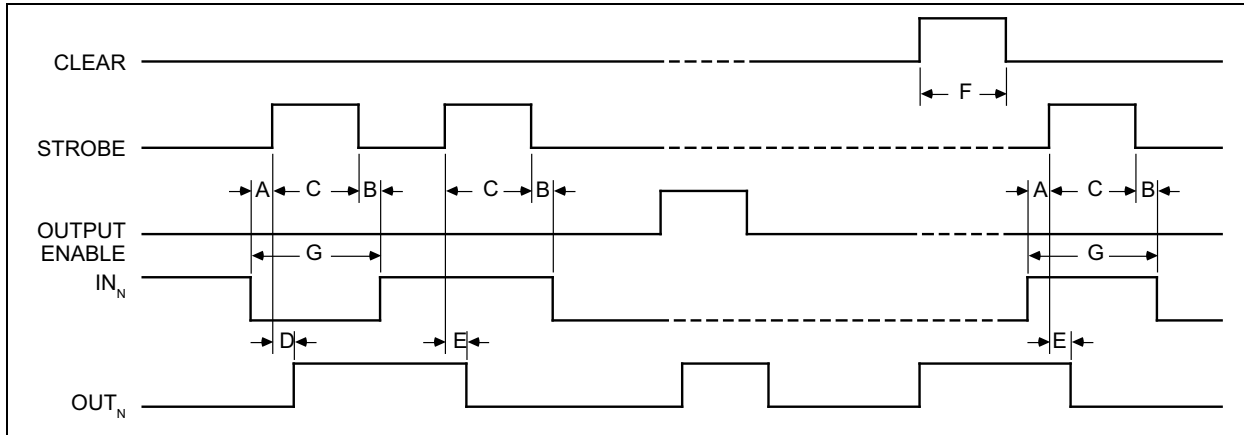 CLEAR
F
STROBE
A C B C B A C B
OUTPUT
ENABLE
G G
IN_N
D E E
OUT_N